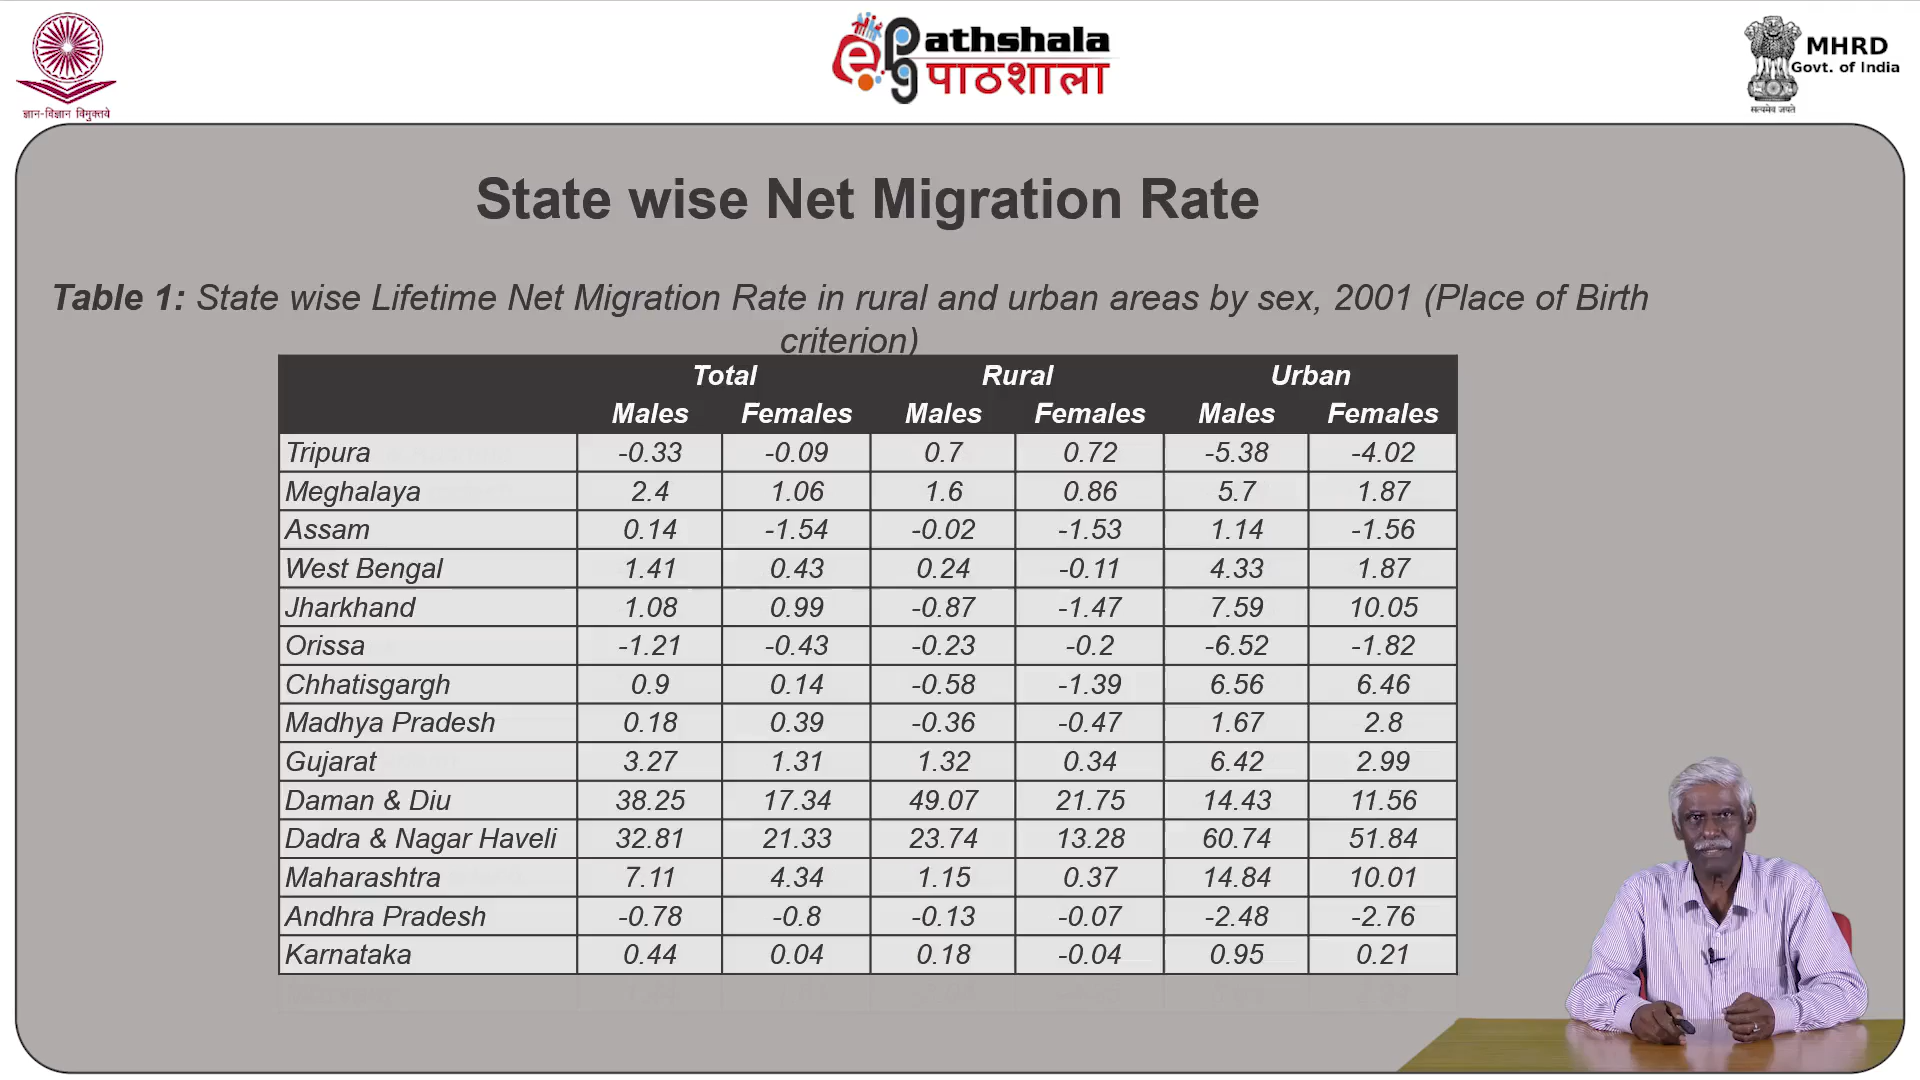 ज्ञान-विज्ञान विमुक्तये
e
pg
athshala
पाठशाला
MHRD
Govt. of India
सत्यमेव जयते
State wise Net Migration Rate
Table 1: State wise Lifetime Net Migration Rate in rural and urban areas by sex, 2001 (Place of Birth
criterion)
Total Rural Urban
Males Females Males Females Males Females
Tripura -0.33 -0.09 0.7 0.72 -5.38 -4.02
Meghalaya 2.4 1.06 1.6 0.86 5.7 1.87
Assam 0.14 -1.54 -0.02 -1.53 1.14 -1.56
West Bengal 1.41 0.43 0.24 -0.11 4.33 1.87
Jharkhand 1.08 0.99 -0.87 -1.47 7.59 10.05
Orissa -1.21 -0.43 -0.23 -0.2 -6.52 -1.82
Chhatisgargh 0.9 0.14 -0.58 -1.39 6.56 6.46
Madhya Pradesh 0.18 0.39 -0.36 -0.47 1.67 2.8
Gujarat 3.27 1.31 1.32 0.34 6.42 2.99
Daman & Diu 38.25 17.34 49.07 21.75 14.43 11.56
Dadra & Nagar Haveli 32.81 21.33 23.74 13.28 60.74 51.84
Maharashtra 7.11 4.34 1.15 0.37 14.84 10.01
Andhra Pradesh -0.78 -0.8 -0.13 -0.07 -2.48 -2.76
Karnataka 0.44 0.04 0.18 -0.04 0.95 0.21